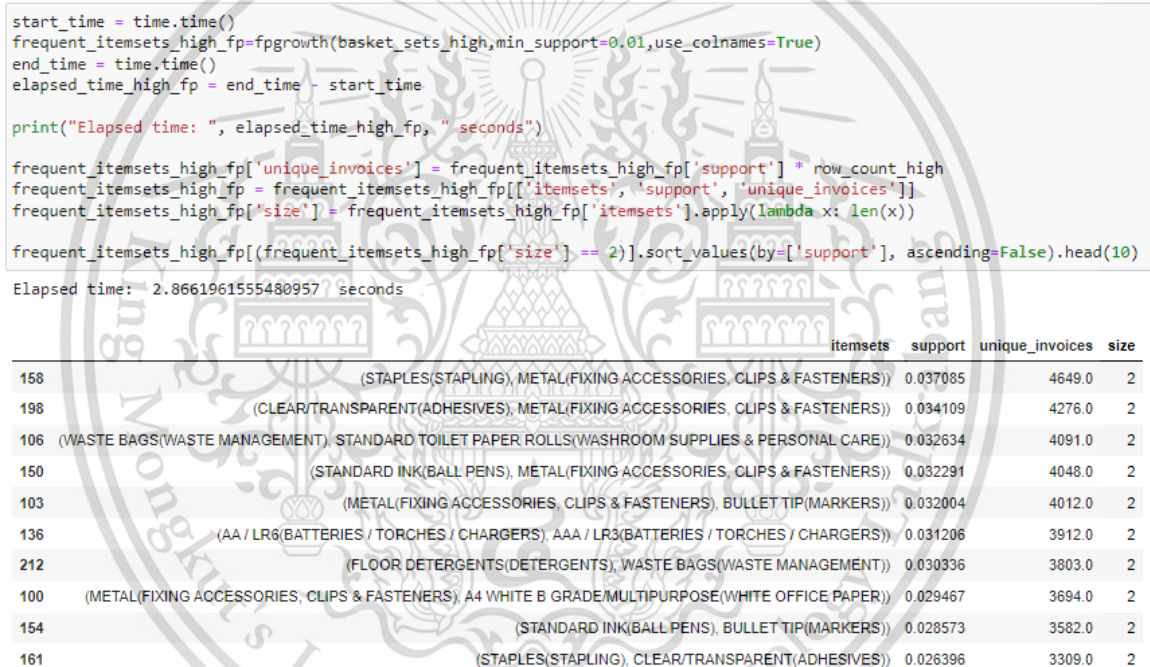 start_time = time.time()
frequent_itemsets_high_fp=fpgrowth(basket_sets_high,min_support=0.01,use_colnames=True)
end_time = time.time()
elapsed_time_high_fp = end_time - start_time
print("Elapsed time: ", elapsed_time_high_fp, " seconds")
frequent_itemsets_high_fp['unique_invoices'] = frequent_itemsets_high_fp['support'] * row_count_high
frequent_itemsets_high_fp = frequent_itemsets_high_fp[['itemsets', 'support', 'unique_invoices']]
frequent_itemsets_high_fp['size'] = frequent_itemsets_high_fp['itemsets'].apply(lambda x: len(x))
frequent_itemsets_high_fp[(frequent_itemsets_high_fp['size'] == 2)].sort_values(by=['support'], ascending=False).head(10)
Elapsed time:  2.8661961555480957  seconds
itemsets support unique_invoices size
158 (STAPLES(STAPLING), METAL(FIXING ACCESSORIES, CLIPS & FASTENERS)) 0.037085 4649.0 2
198 (CLEAR/TRANSPARENT(ADHESIVES), METAL(FIXING ACCESSORIES, CLIPS & FASTENERS)) 0.034109 4276.0 2
106 (WASTE BAGS(WASTE MANAGEMENT), STANDARD TOILET PAPER ROLLS(WASHROOM SUPPLIES & PERSONAL CARE)) 0.032634 4091.0 2
150 (STANDARD INK(BALL PENS), METAL(FIXING ACCESSORIES, CLIPS & FASTENERS)) 0.032291 4048.0 2
103 (METAL(FIXING ACCESSORIES, CLIPS & FASTENERS), BULLET TIP(MARKERS)) 0.032004 4012.0 2
136 (AA / LR6(BATTERIES / TORCHES / CHARGERS), AAA / LR3(BATTERIES / TORCHES / CHARGERS)) 0.031206 3912.0 2
212 (FLOOR DETERGENTS(DETERGENTS), WASTE BAGS(WASTE MANAGEMENT)) 0.030336 3803.0 2
100 (METAL(FIXING ACCESSORIES, CLIPS & FASTENERS), A4 WHITE B GRADE/MULTIPURPOSE(WHITE OFFICE PAPER)) 0.029467 3694.0 2
154 (STANDARD INK(BALL PENS), BULLET TIP(MARKERS)) 0.028573 3582.0 2
161 (STAPLES(STAPLING), CLEAR/TRANSPARENT(ADHESIVES)) 0.026396 3309.0 2
King Mongkut's